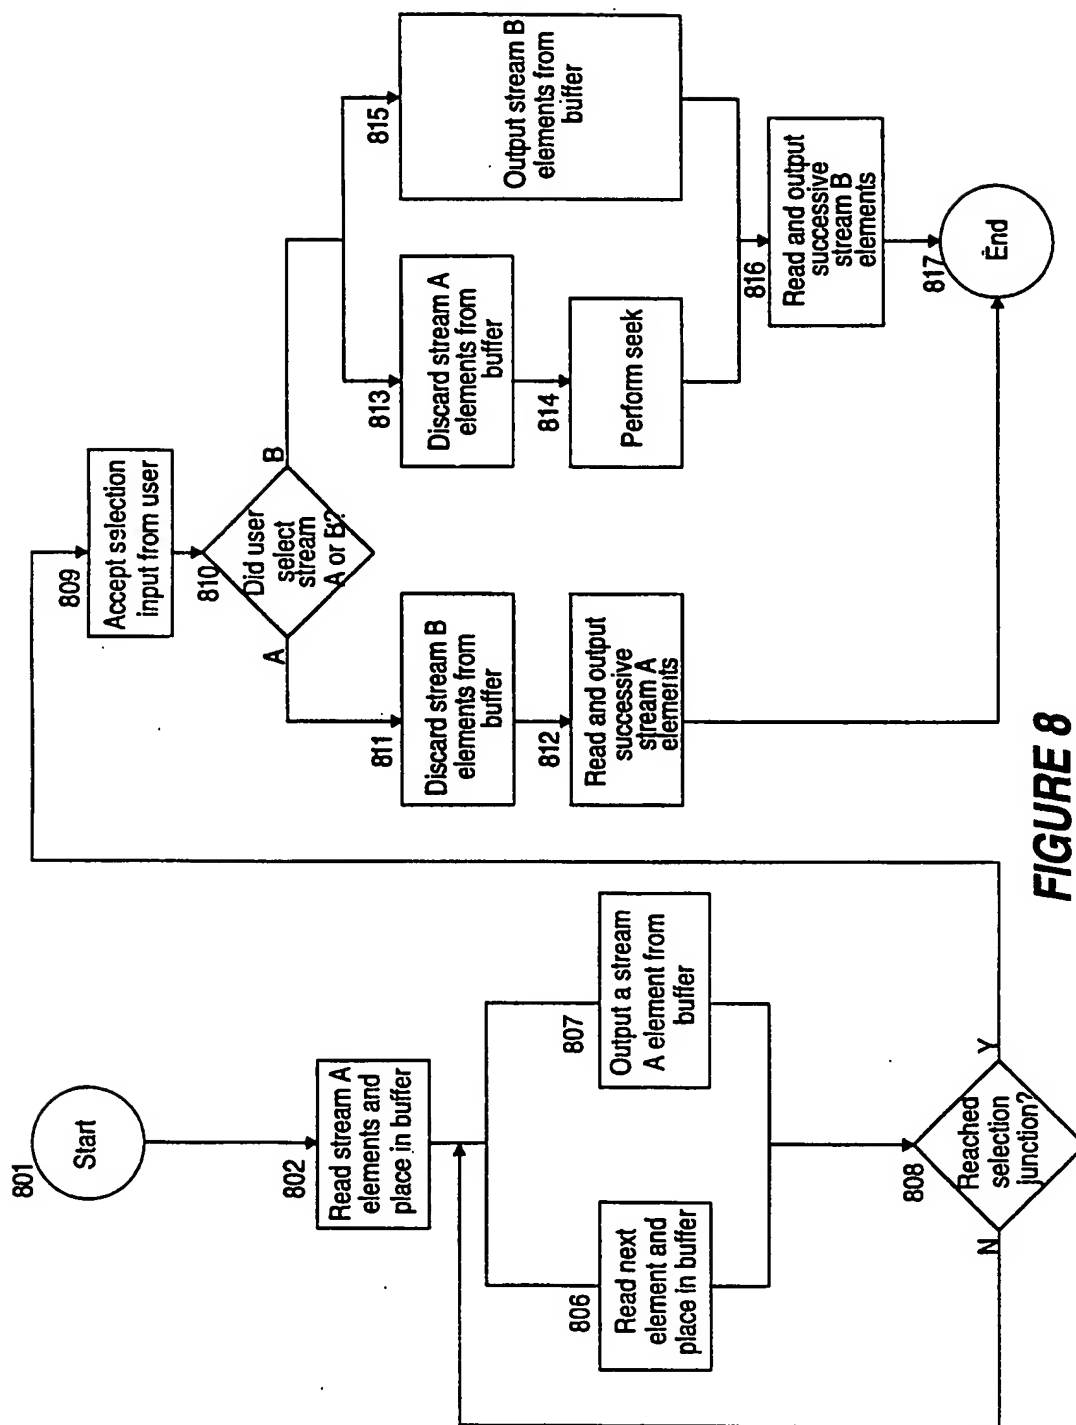 801
Start
802
Read stream A
elements and
place in buffer
806
Read next
element and
place in buffer
807
Output a stream
A element from
buffer
808
Reached
selection
junction?
N
Y
809
Accept selection
input from user
810
Did user
select
stream
A or B?
A
B
811
Discard stream B
elements from
buffer
812
Read and output
successive
stream A
elements
813
Discard stream A
elements from
buffer
814
Perform seek
815
Output stream B
elements from
buffer
816
Read and output
successive
stream B
elements
817
End
FIGURE 8